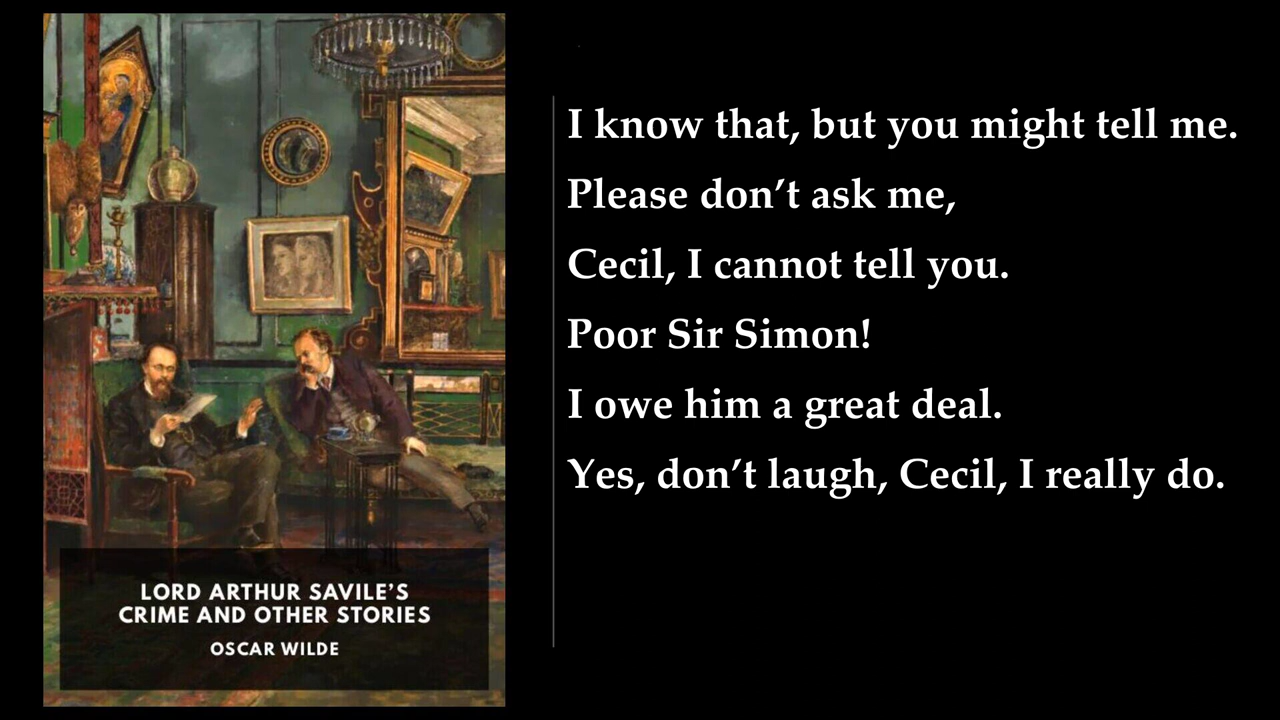 I know that, but you might tell me.
Please don’t ask me,
Cecil, I cannot tell you.
Poor Sir Simon!
I owe him a great deal.
Yes, don’t laugh, Cecil, I really do.
LORD ARTHUR SAVILE’S
CRIME AND OTHER STORIES
OSCAR WILDE